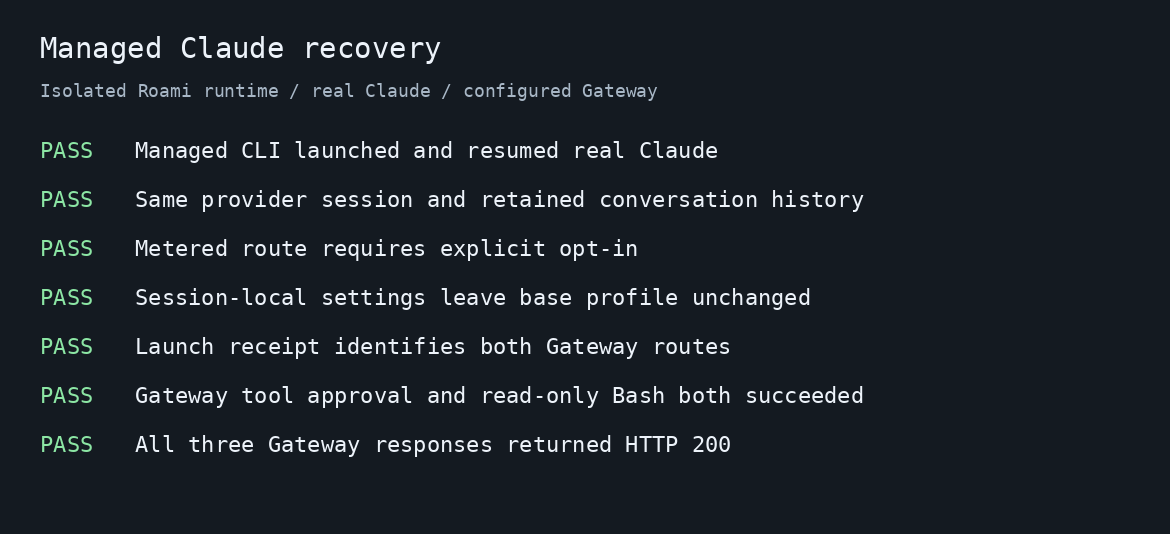 Managed Claude recovery
Isolated Roami runtime / real Claude / configured Gateway
PASS Managed CLI launched and resumed real Claude
PASS Same provider session and retained conversation history
PASS Metered route requires explicit opt-in
PASS Session-local settings leave base profile unchanged
PASS Launch receipt identifies both Gateway routes
PASS Gateway tool approval and read-only Bash both succeeded
PASS All three Gateway responses returned HTTP 200